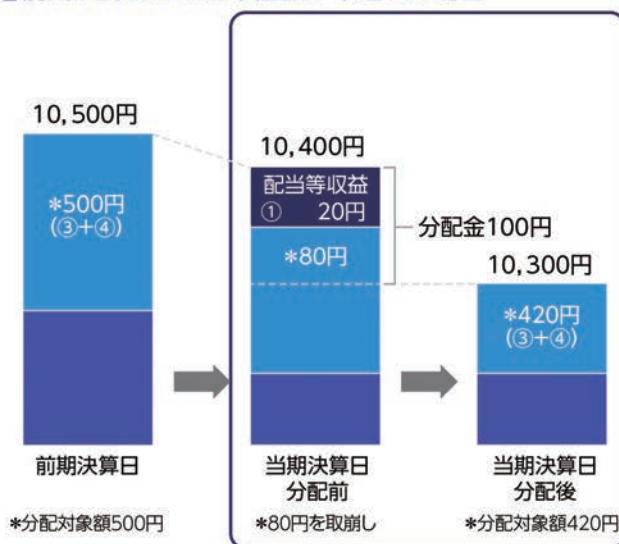 10,500円
*500円
(③+④)
前期決算日
*分配対象額500円
10,400円
配当等収益
① 20円
*80円
分配金100円
当期決算日
分配前
*80円を取崩し
10,300円
*420円
(③+④)
当期決算日
分配後
*分配対象額420円